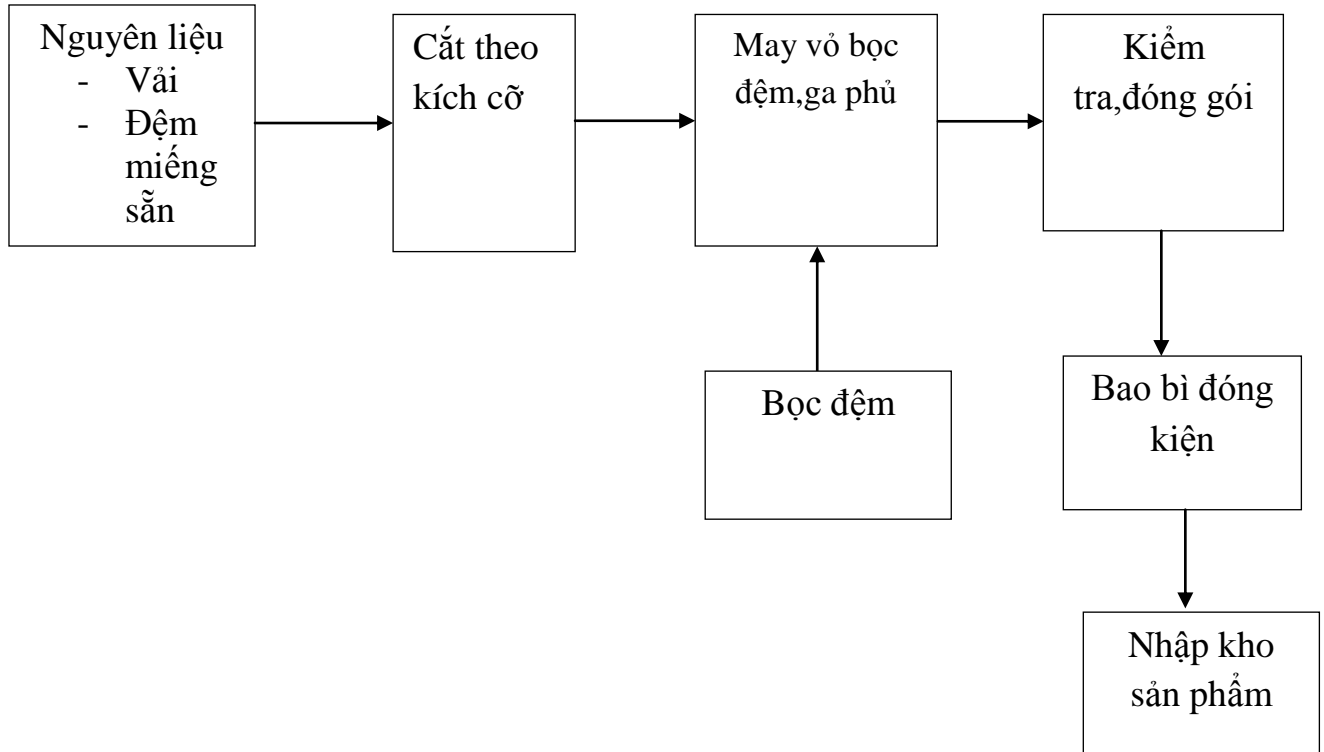 Nguyên liệu
- Vải
- Đệm
miếng
sẵn
Cắt theo
kích cỡ
May vỏ bọc
đệm,ga phủ
Kiểm
tra,đóng gói
Bọc đệm
Bao bì đóng
kiện
Nhập kho
sản phẩm